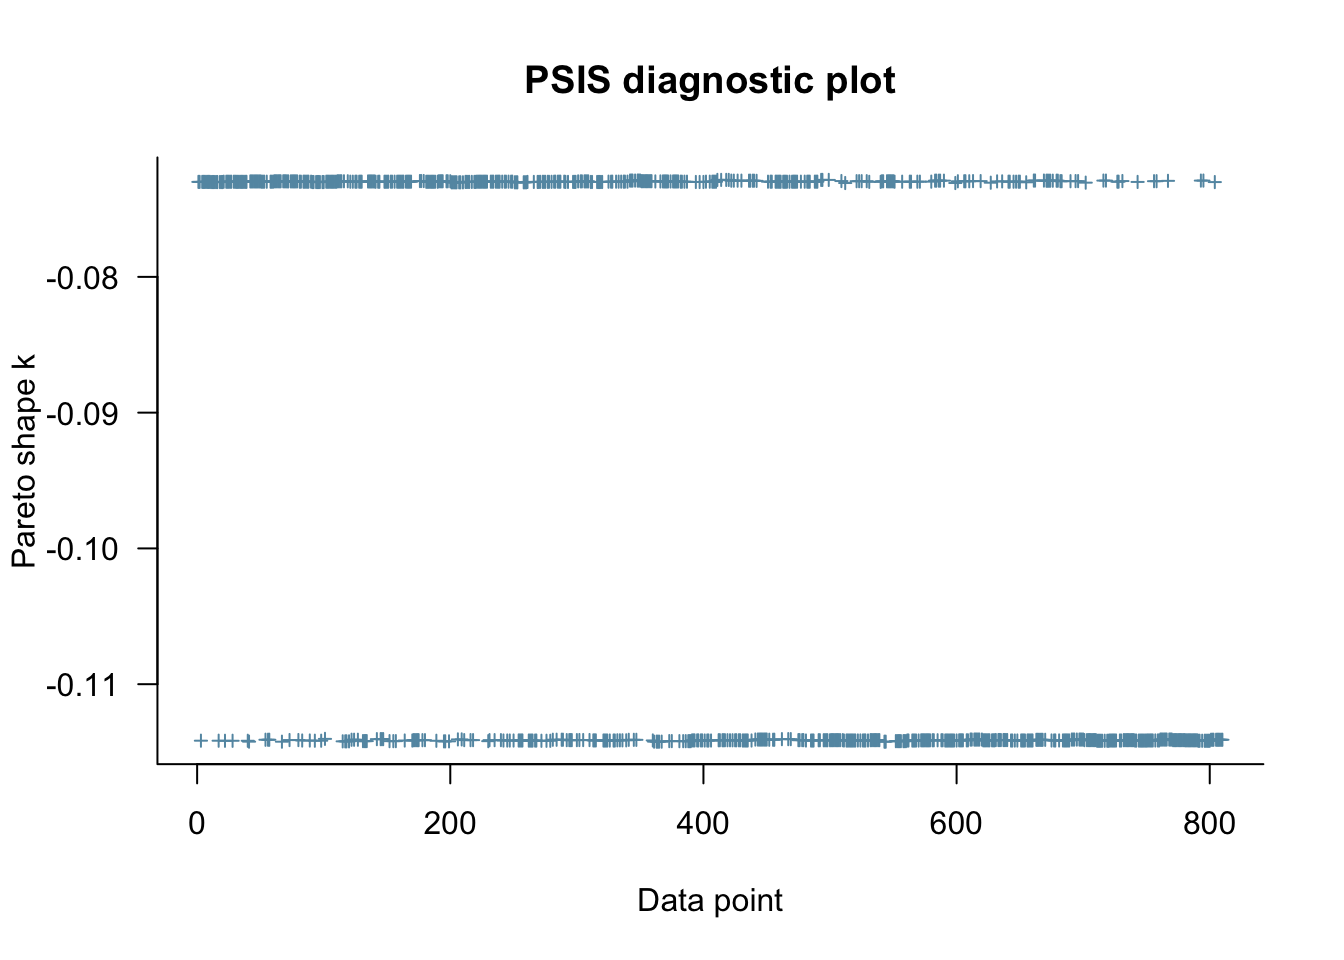 PSIS diagnostic plot
Pareto shape k
-0.08
-0.09
-0.10
-0.11
0 200 400 600 800
Data point